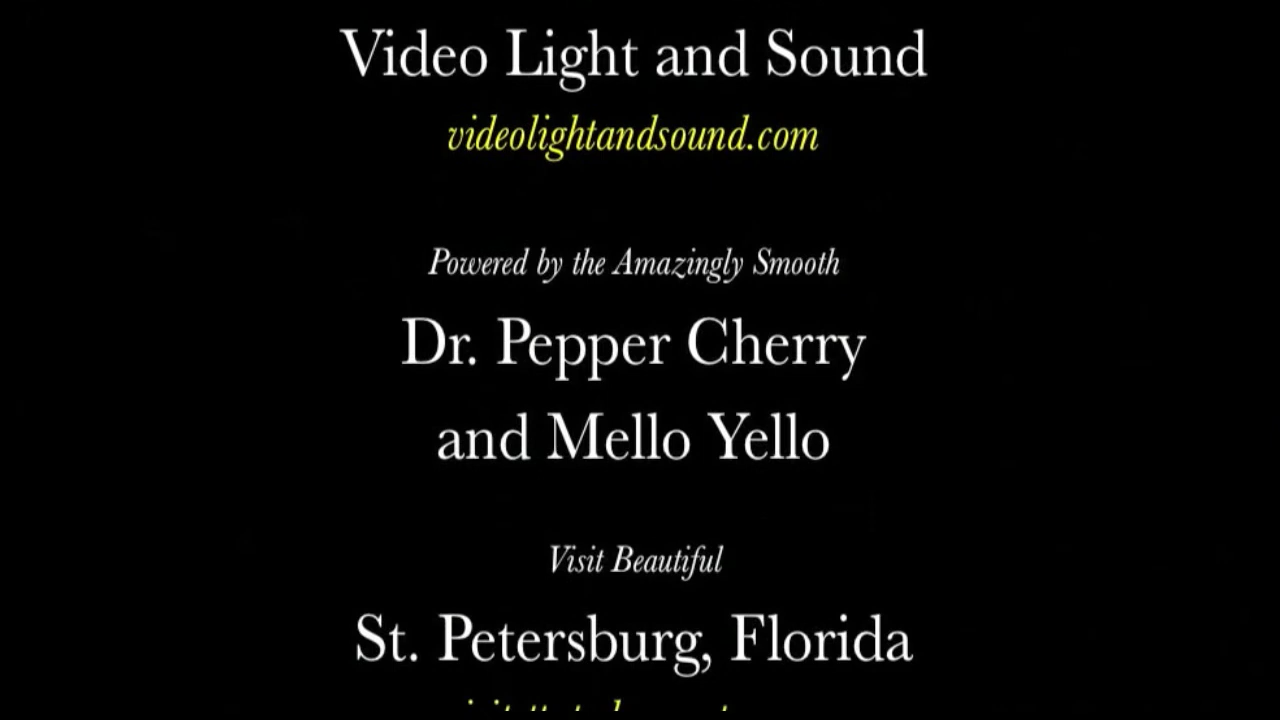 Video Light and Sound
videolightandsound.com
Powered by the Amazingly Smooth
Dr. Pepper Cherry
and Mello Yello
Visit Beautiful
St. Petersburg, Florida